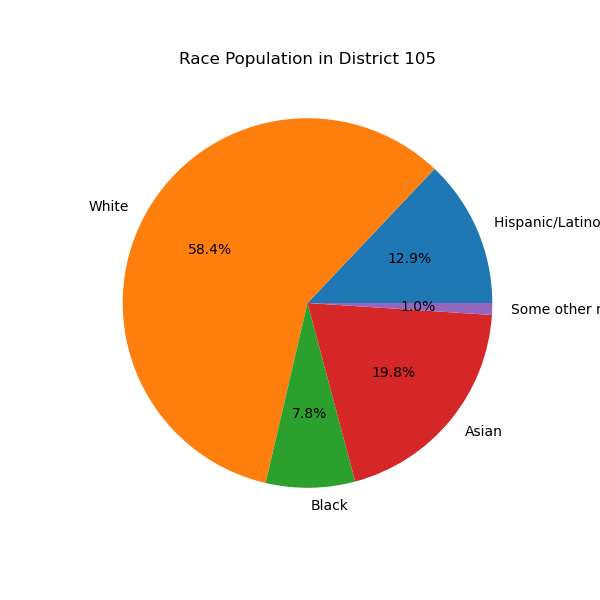 Race Population in District 105
White
58.4%
Hispanic/Latino
12.9%
1.0%
Some other
19.8%
Asian
7.8%
Black